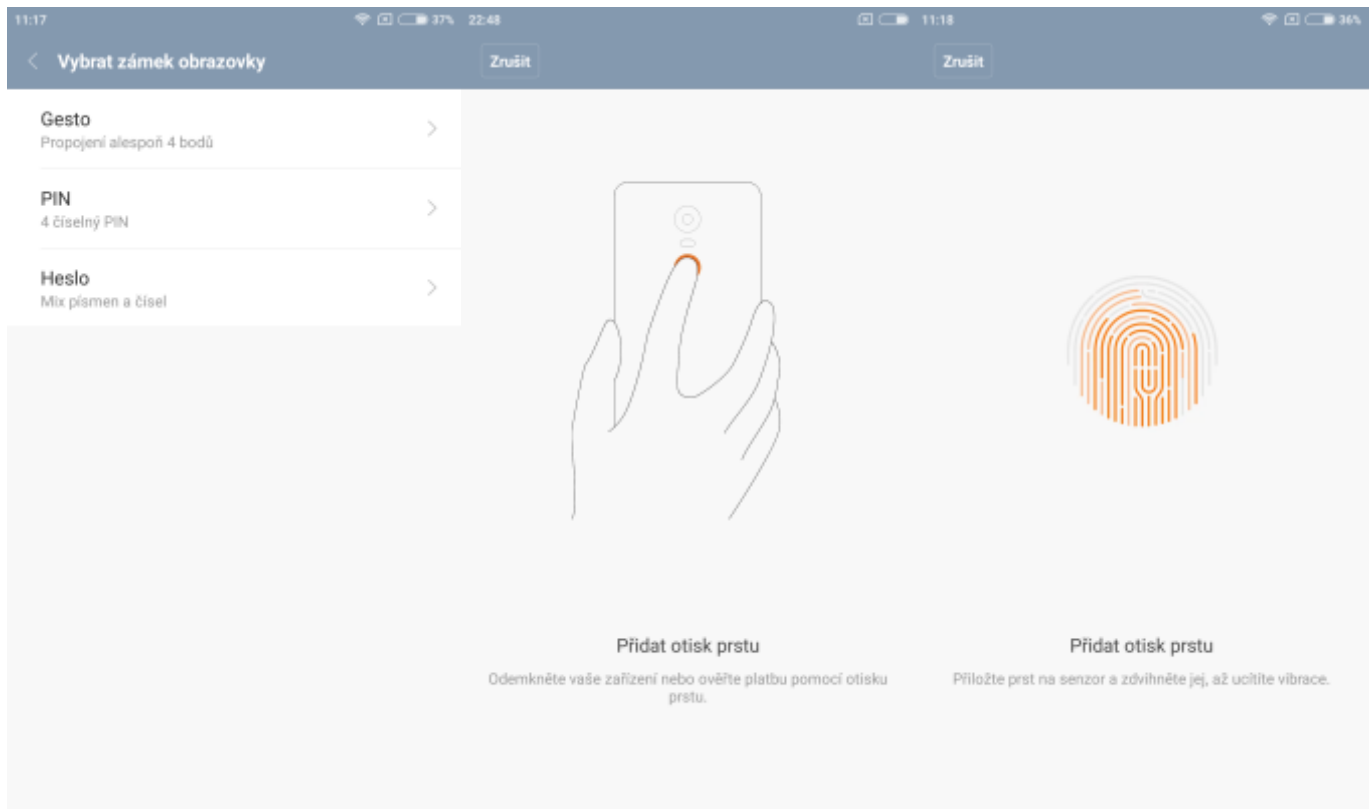 11:17
37%
Vybrat zámek obrazovky
Gesto
Propojení alespoň 4 bodů
PIN
4 číselný PIN
Heslo
Mix písmen a čísel
22:48
Zrušit
Přidat otisk prstu
Odemkněte vaše zařízení nebo ověřte platbu pomocí otisku
prstu.
11:18
36%
Zrušit
Přidat otisk prstu
Přiložte prst na senzor a zdvihněte jej, až ucítíte vibrace.